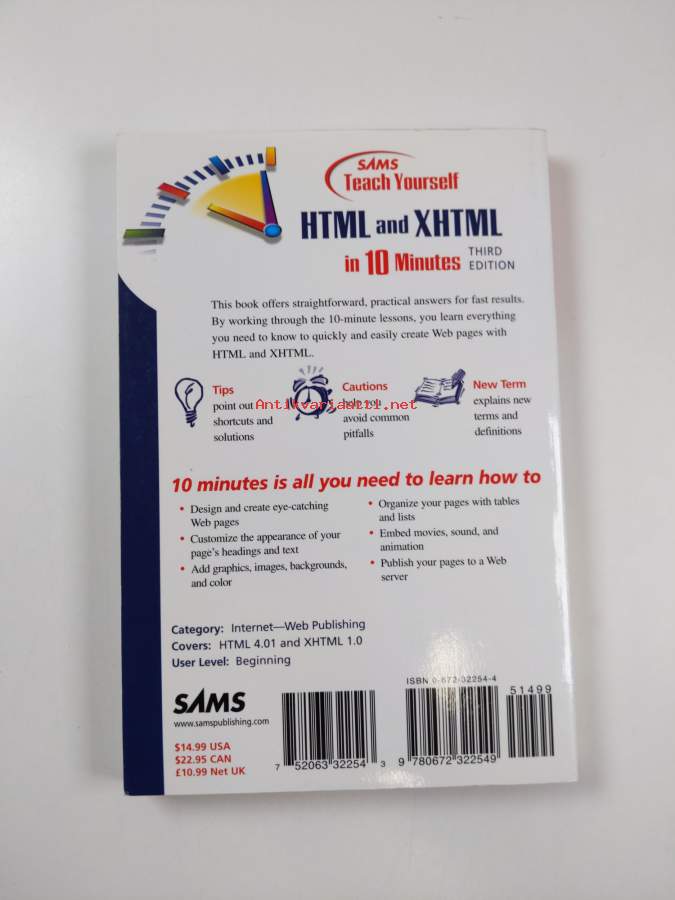 SAMS
Teach Yourself
HTML and XHTML
in 10 Minutes
THIRD
EDITION
This book offers straightforward, practical answers for fast results.
By working through the 10-minute lessons, you learn everything
you need to know to quickly and easily create Web pages with
HTML and XHTML.
Tips
point out
shortcuts and
solutions
Cautions
help you
avoid common
pitfalls
New Term
explains new
terms and
definitions
Antikvariaatti.net
10 minutes is all you need to learn how to
• Design and create eye-catching
Web pages
• Customize the appearance of your
page's headings and text
• Add graphics, images, backgrounds,
and color
• Organize your pages with tables
and lists
• Embed movies, sound, and
animation
• Publish your pages to a Web
server
Category: Internet—Web Publishing
Covers: HTML 4.01 and XHTML 1.0
User Level: Beginning
SAMS
www.samspublishing.com
$14.99 USA
$22.95 CAN
£10.99 Net UK
7 52063 32254 3
ISBN 0-672-32254-4
9 780672 322549
51499